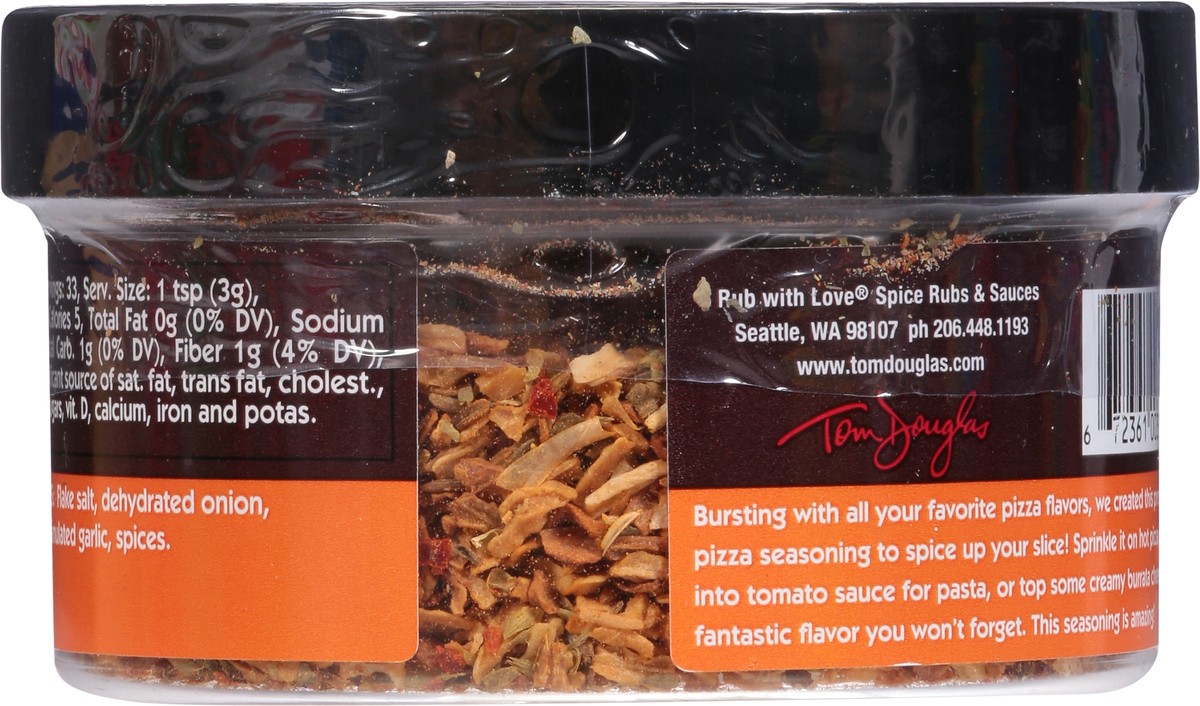 33, Serv. Size: 1 tsp (3g),
5, Total Fat 0g (0% DV), Sodium
Carb. 1g (0% DV), Fiber 1g (4% DV),
source of sat. fat, trans fat, cholest.,
vit. D, calcium, iron and potas.
Flake salt, dehydrated onion,
garlic, spices.
Rub with Love® Spice Rubs & Sauces
Seattle, WA 98107 ph 206.448.1193
www.tomdouglas.com
Tom Douglas
6 72361
Bursting with all your favorite pizza flavors, we created this
pizza seasoning to spice up your slice! Sprinkle it on hot
into tomato sauce for pasta, or top some creamy burrata
fantastic flavor you won't forget. This seasoning is amazing!